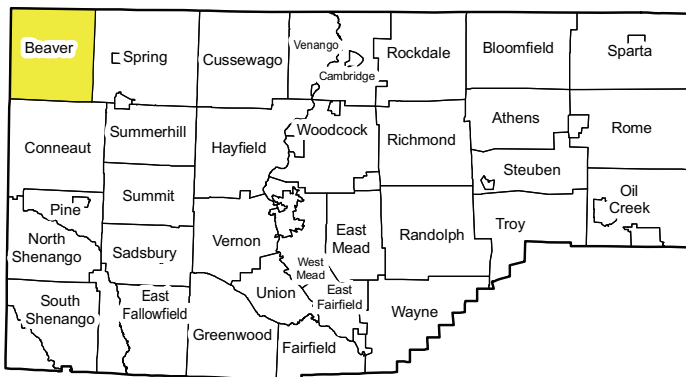 Beaver
Spring
Cussewago
Venango
Cambridge
Rockdale
Bloomfield
Sparta
Conneaut
Summerhill
Hayfield
Woodcock
Richmond
Athens
Rome
Steuben
Pine
Summit
Oil
Creek
North
Shenango
Sadsbury
Vernon
East
Mead
Randolph
Troy
West
Mead
South
Shenango
East
Fallowfield
Union
East
Fairfield
Wayne
Greenwood
Fairfield